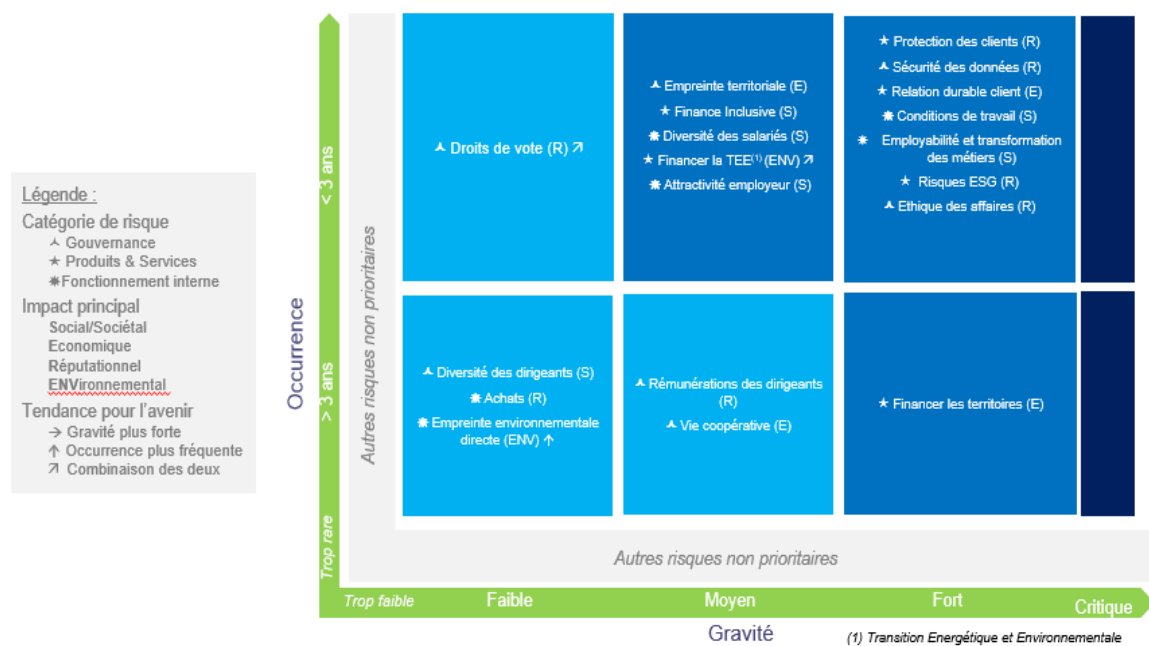 Légende :
Catégorie de risque
Gouvernance
★ Produits & Services
Fonctionnement interne
Impact principal
Social/Sociétal
Economique
Réputationnel
ENVironnemental
Tendance pour l'avenir
→ Gravité plus forte
↑ Occurrence plus fréquente
↗ Combinaison des deux
Occurrence
< 3 ans
> 3 ans
Trop rare
Autres risques non prioritaires
Droits de vote (R) ↗
Empreinte territoriale (E)
★ Finance Inclusive (S)
Diversité des salariés (S)
★ Financer la TEE(1) (ENV) ↗
Attractivité employeur (S)
★ Protection des clients (R)
Sécurité des données (R)
★ Relation durable client (E)
Conditions de travail (S)
Employabilité et transformation
des métiers (S)
★ Risques ESG (R)
Ethique des affaires (R)
Diversité des dirigeants (S)
Achats (R)
Empreinte environnementale
directe (ENV) ↑
Rémunérations des dirigeants
(R)
Vie coopérative (E)
★ Financer les territoires (E)
Autres risques non prioritaires
Trop faible
Faible
Moyen
Fort
Critique
Gravité
(1) Transition Energétique et Environnementale